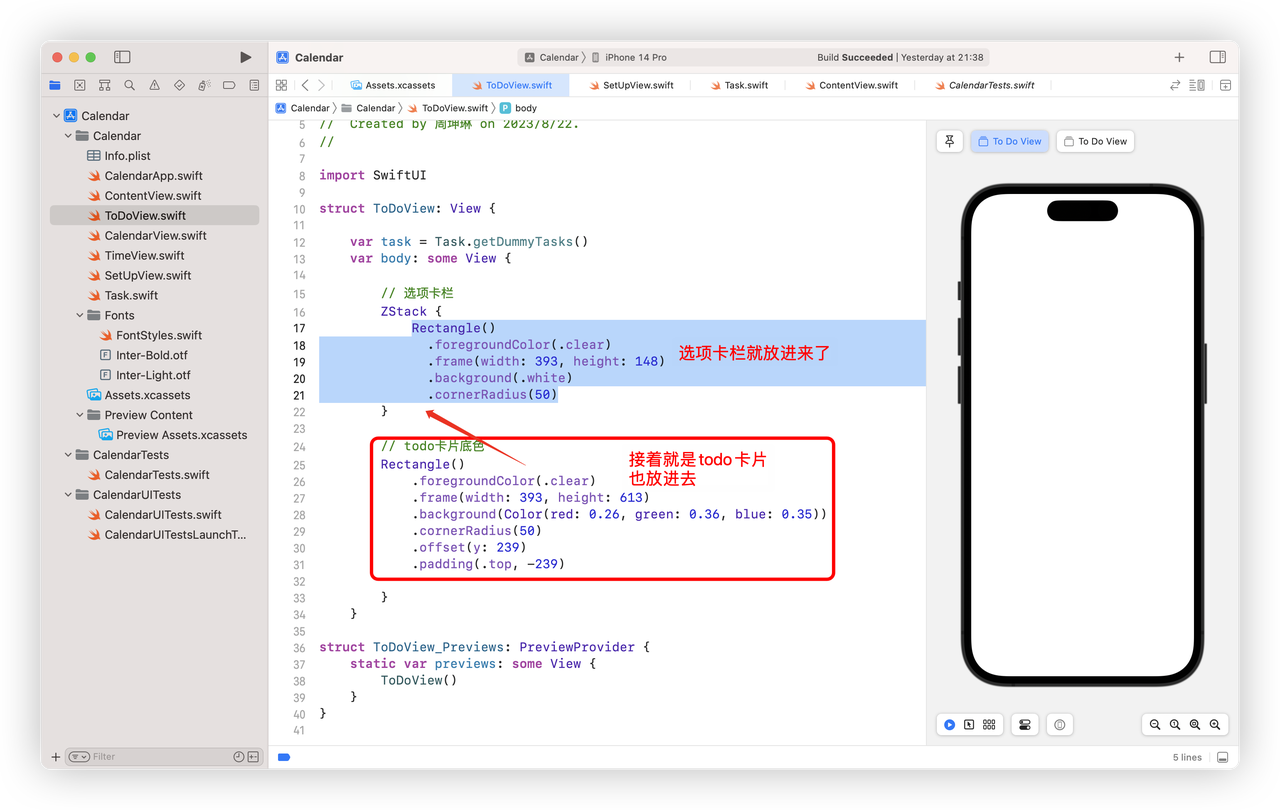 Calendar
Calendar
iPhone 14 Pro
Build Succeeded | Yesterday at 21:38
Assets.xcassets
ToDoView.swift
SetUpView.swift
Task.swift
ContentView.swift
CalendarTests.swift
Calendar
Calendar
ToDoView.swift
P
body
Calendar
Calendar
Info.plist
CalendarApp.swift
ContentView.swift
ToDoView.swift
CalendarView.swift
TimeView.swift
SetUpView.swift
Task.swift
Fonts
FontStyles.swift
Inter-Bold.otf
Inter-Light.otf
Assets.xcassets
Preview Content
Preview Assets.xcassets
CalendarTests
CalendarTests.swift
CalendarUITests
CalendarUITests.swift
CalendarUITestsLaunchT...
Filter
5 //  Created by 周坤琳 on 2023/8/22.
6 //
7
8 import SwiftUI
9
10 struct ToDoView: View {
11
12     var task = Task.getDummyTasks()
13     var body: some View {
14
15         // 选项卡栏
16         ZStack {
17             Rectangle()
18               .foregroundColor(.clear)
19               .frame(width: 393, height: 148)
20               .background(.white)
21               .cornerRadius(50)
22         }
23
24         // todo卡片底色
25         Rectangle()
26             .foregroundColor(.clear)
27             .frame(width: 393, height: 613)
28             .background(Color(red: 0.26, green: 0.36, blue: 0.35))
29             .cornerRadius(50)
30             .offset(y: 239)
31             .padding(.top, -239)
32
33         }
34     }
35
36 struct ToDoView_Previews: PreviewProvider {
37     static var previews: some View {
38         ToDoView()
39     }
40 }
41
选项卡栏就放进来了
接着就是todo卡片
也放进去
To Do View
To Do View
5 lines